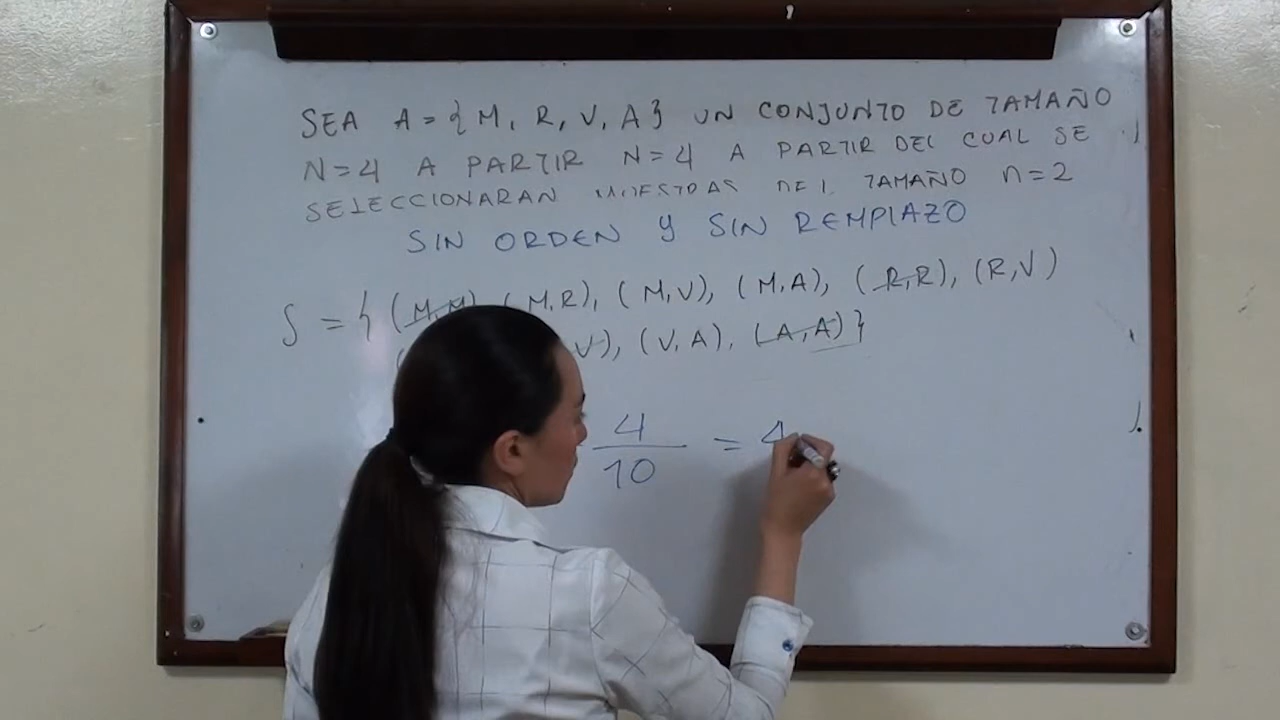 SEA A = { M, R, V, A } UN CONJUNTO DE TAMAÑO
N = 4 A PARTIR N = 4 A PARTIR DEL CUAL SE
SELECCIONARAN MUESTRAS DEL TAMAÑO n = 2
SIN ORDEN Y SIN REMPLAZO
S = { (M,M), (M,R), (M,V), (M,A), (R,R), (R,V)
V), (V,A), (A,A) }
4
10
= 4